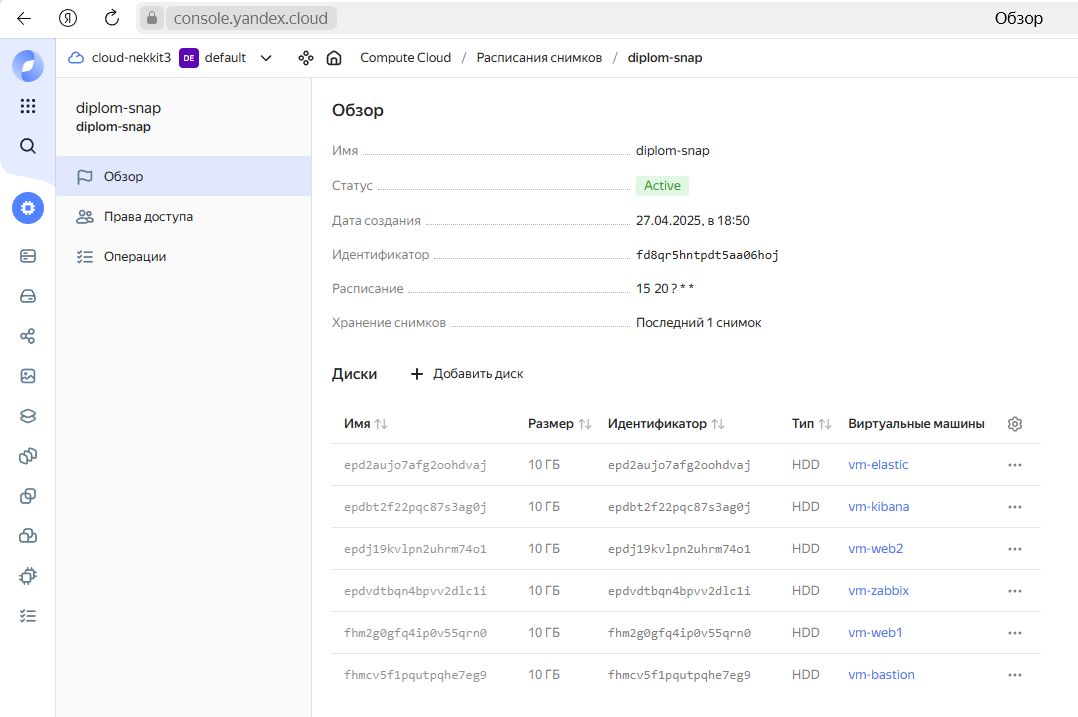 Я console.yandex.cloud Обзор
cloud-nekkit3 DE default Compute Cloud / Расписания снимков / diplom-snap
diplom-snap
diplom-snap
Обзор
Права доступа
Операции
Обзор
Имя diplom-snap
Статус Active
Дата создания 27.04.2025, в 18:50
Идентификатор fd8qr5hntpdt5aa06hoj
Расписание 15 20 ? * *
Хранение снимков Последний 1 снимок
Диски + Добавить диск
Имя Размер Идентификатор Тип Виртуальные машины
epd2aujo7afg2oohdvaj 10 ГБ epd2aujo7afg2oohdvaj HDD vm-elastic
epdbt2f22pqc87s3ag0j 10 ГБ epdbt2f22pqc87s3ag0j HDD vm-kibana
epdj19kvlpn2uhrm74o1 10 ГБ epdj19kvlpn2uhrm74o1 HDD vm-web2
epdvdtbqn4bpvv2dlc1i 10 ГБ epdvdtbqn4bpvv2dlc1i HDD vm-zabbix
fhm2g0gfq4ip0v55qrn0 10 ГБ fhm2g0gfq4ip0v55qrn0 HDD vm-web1
fhmcv5f1pqutpqhe7eg9 10 ГБ fhmcv5f1pqutpqhe7eg9 HDD vm-bastion